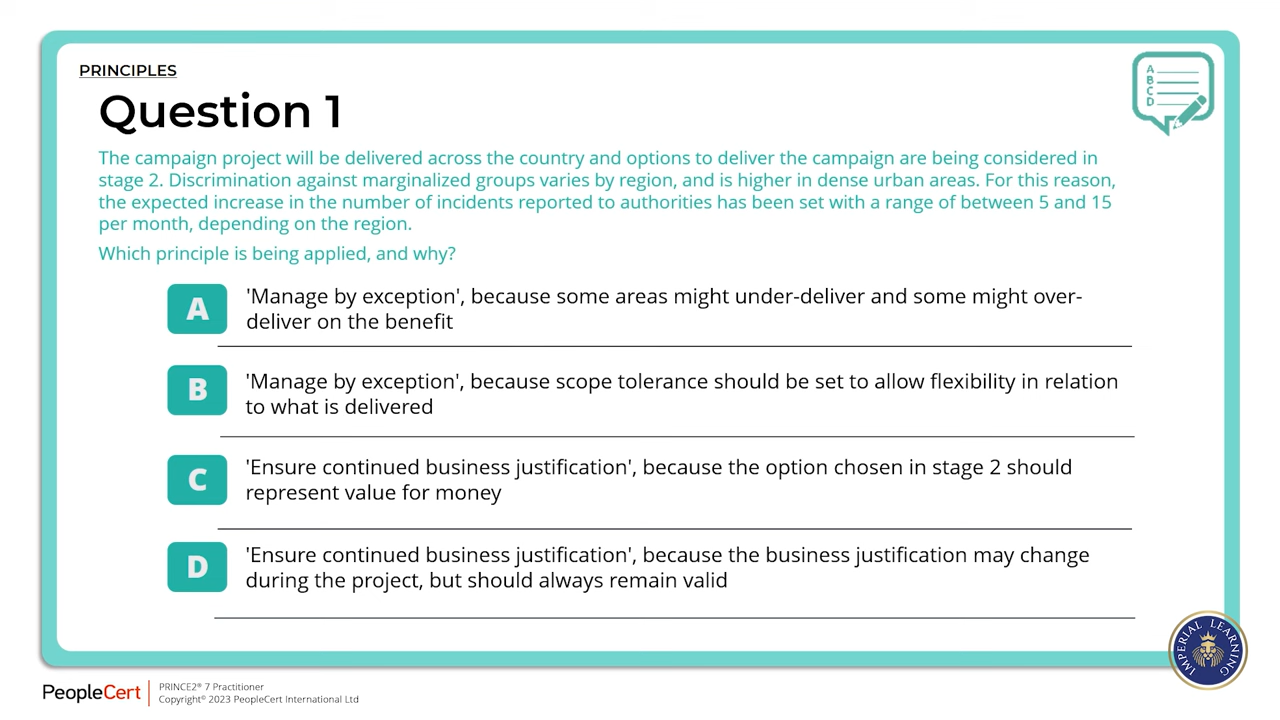 PRINCIPLES
Question 1
A
B
C
D
The campaign project will be delivered across the country and options to deliver the campaign are being considered in
stage 2. Discrimination against marginalized groups varies by region, and is higher in dense urban areas. For this reason,
the expected increase in the number of incidents reported to authorities has been set with a range of between 5 and 15
per month, depending on the region.
Which principle is being applied, and why?
A
'Manage by exception', because some areas might under-deliver and some might over-
deliver on the benefit
B
'Manage by exception', because scope tolerance should be set to allow flexibility in relation
to what is delivered
C
'Ensure continued business justification', because the option chosen in stage 2 should
represent value for money
D
'Ensure continued business justification', because the business justification may change
during the project, but should always remain valid
IMPERIAL LEARNING
PeopleCert
PRINCE2® 7 Practitioner
Copyright© 2023 PeopleCert International Ltd